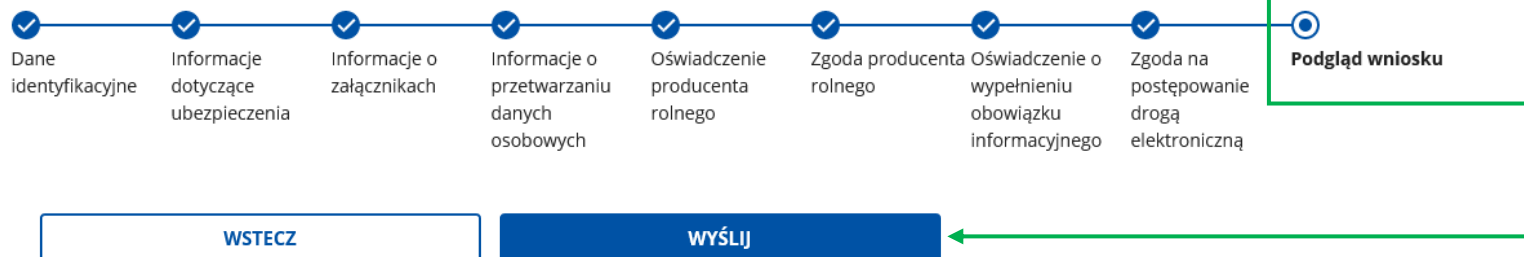 Dane
identyfikacyjne
Informacje
dotyczące
ubezpieczenia
Informacje o
załącznikach
Informacje o
przetwarzaniu
danych
osobowych
Oświadczenie
producenta
rolnego
Zgoda producenta
rolnego
Oświadczenie o
wypełnieniu
obowiązku
informacyjnego
Zgoda na
postępowanie
drogą
elektroniczną
Podgląd wniosku
WSTECZ
WYŚLIJ